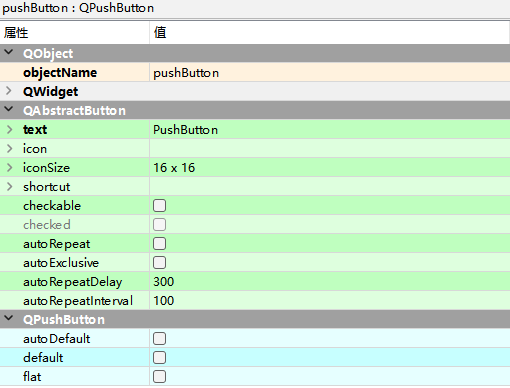 pushButton : QPushButton
属性 值
QObject
objectName pushButton
QWidget
QAbstractButton
text PushButton
icon
iconSize 16 x 16
shortcut
checkable
checked
autoRepeat
autoExclusive
autoRepeatDelay 300
autoRepeatInterval 100
QPushButton
autoDefault
default
flat